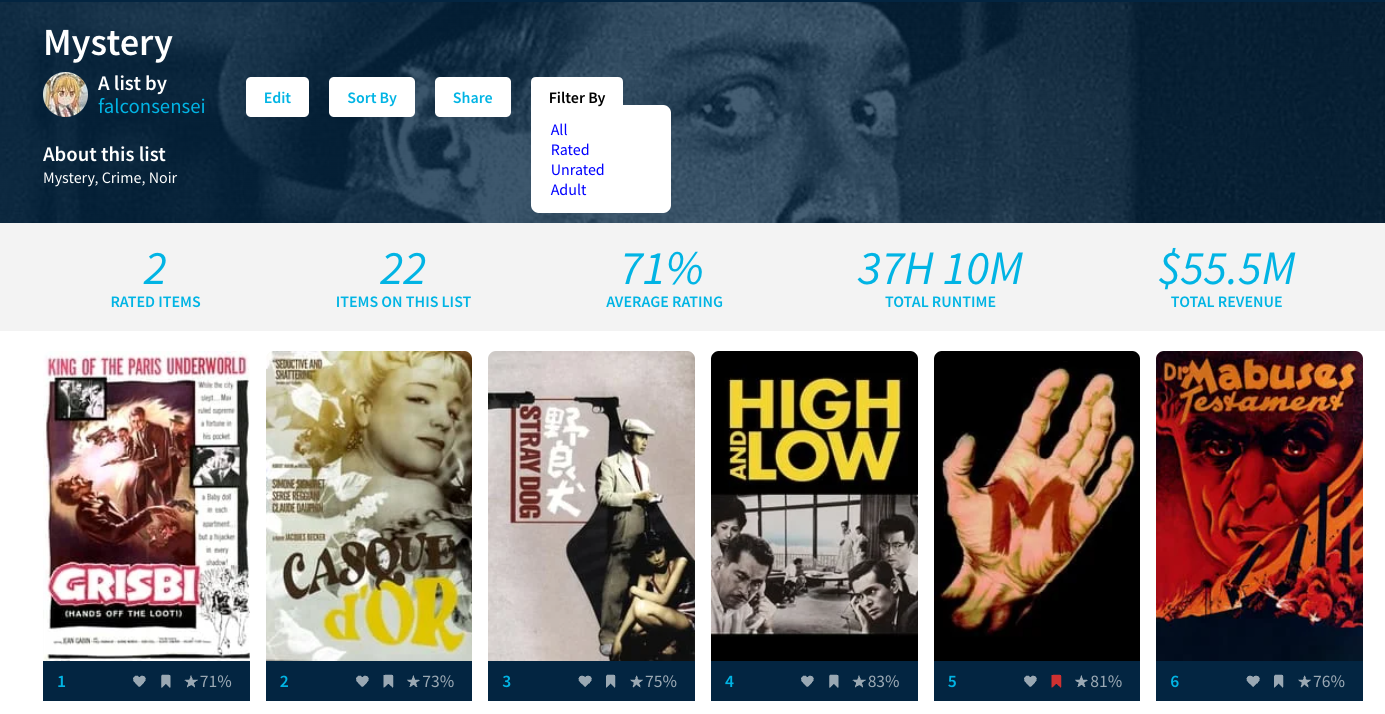 Mystery
A list by
falconsensei
Edit
Sort By
Share
Filter By
All
Rated
Unrated
Adult
About this list
Mystery, Crime, Noir
2
RATED ITEMS
22
ITEMS ON THIS LIST
71%
AVERAGE RATING
37H 10M
TOTAL RUNTIME
$55.5M
TOTAL REVENUE
KING OF THE PARIS UNDERWORLD
While the city
slept... Max
ruled supreme
a fortune in
his pocket
a Baby doll
in each
apartment...
but a hijacker
in every
shadow!
GRISBI
(HANDS OFF THE LOOT!)
JEAN GABIN
"SEDUCTIVE AND
SHATTERING"
SIMONE SIGNORET
SERGE REGGIANI
CLAUDE DAUPHIN
JACQUES BECKER
CASQUE
d'OR
STRAY DOG
野良犬
HIGH
AND LOW
M
Dr. Mabuses
Testament
1
71%
2
73%
3
75%
4
83%
5
81%
6
76%